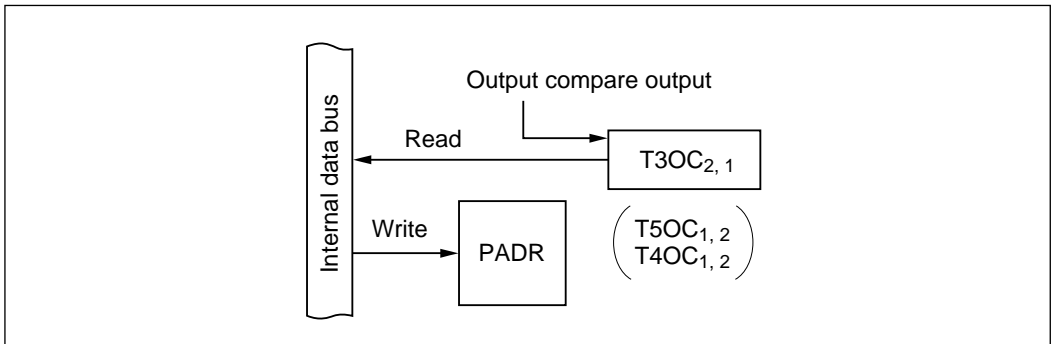 Output compare output
Internal data bus
Read
T3OC2, 1
Write
PADR
T5OC1, 2
T4OC1, 2